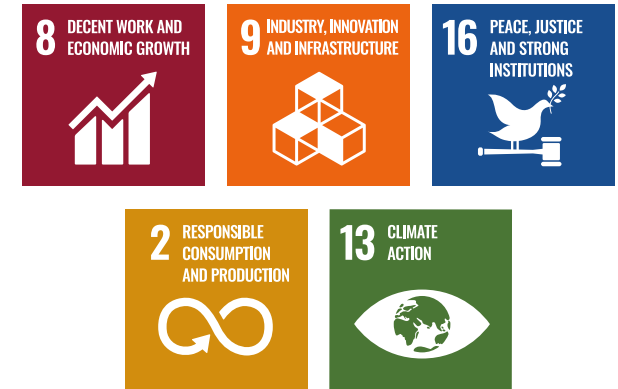 8 DECENT WORK AND
ECONOMIC GROWTH
9 INDUSTRY, INNOVATION
AND INFRASTRUCTURE
16 PEACE, JUSTICE
AND STRONG
INSTITUTIONS
2 RESPONSIBLE
CONSUMPTION
AND PRODUCTION
13 CLIMATE
ACTION